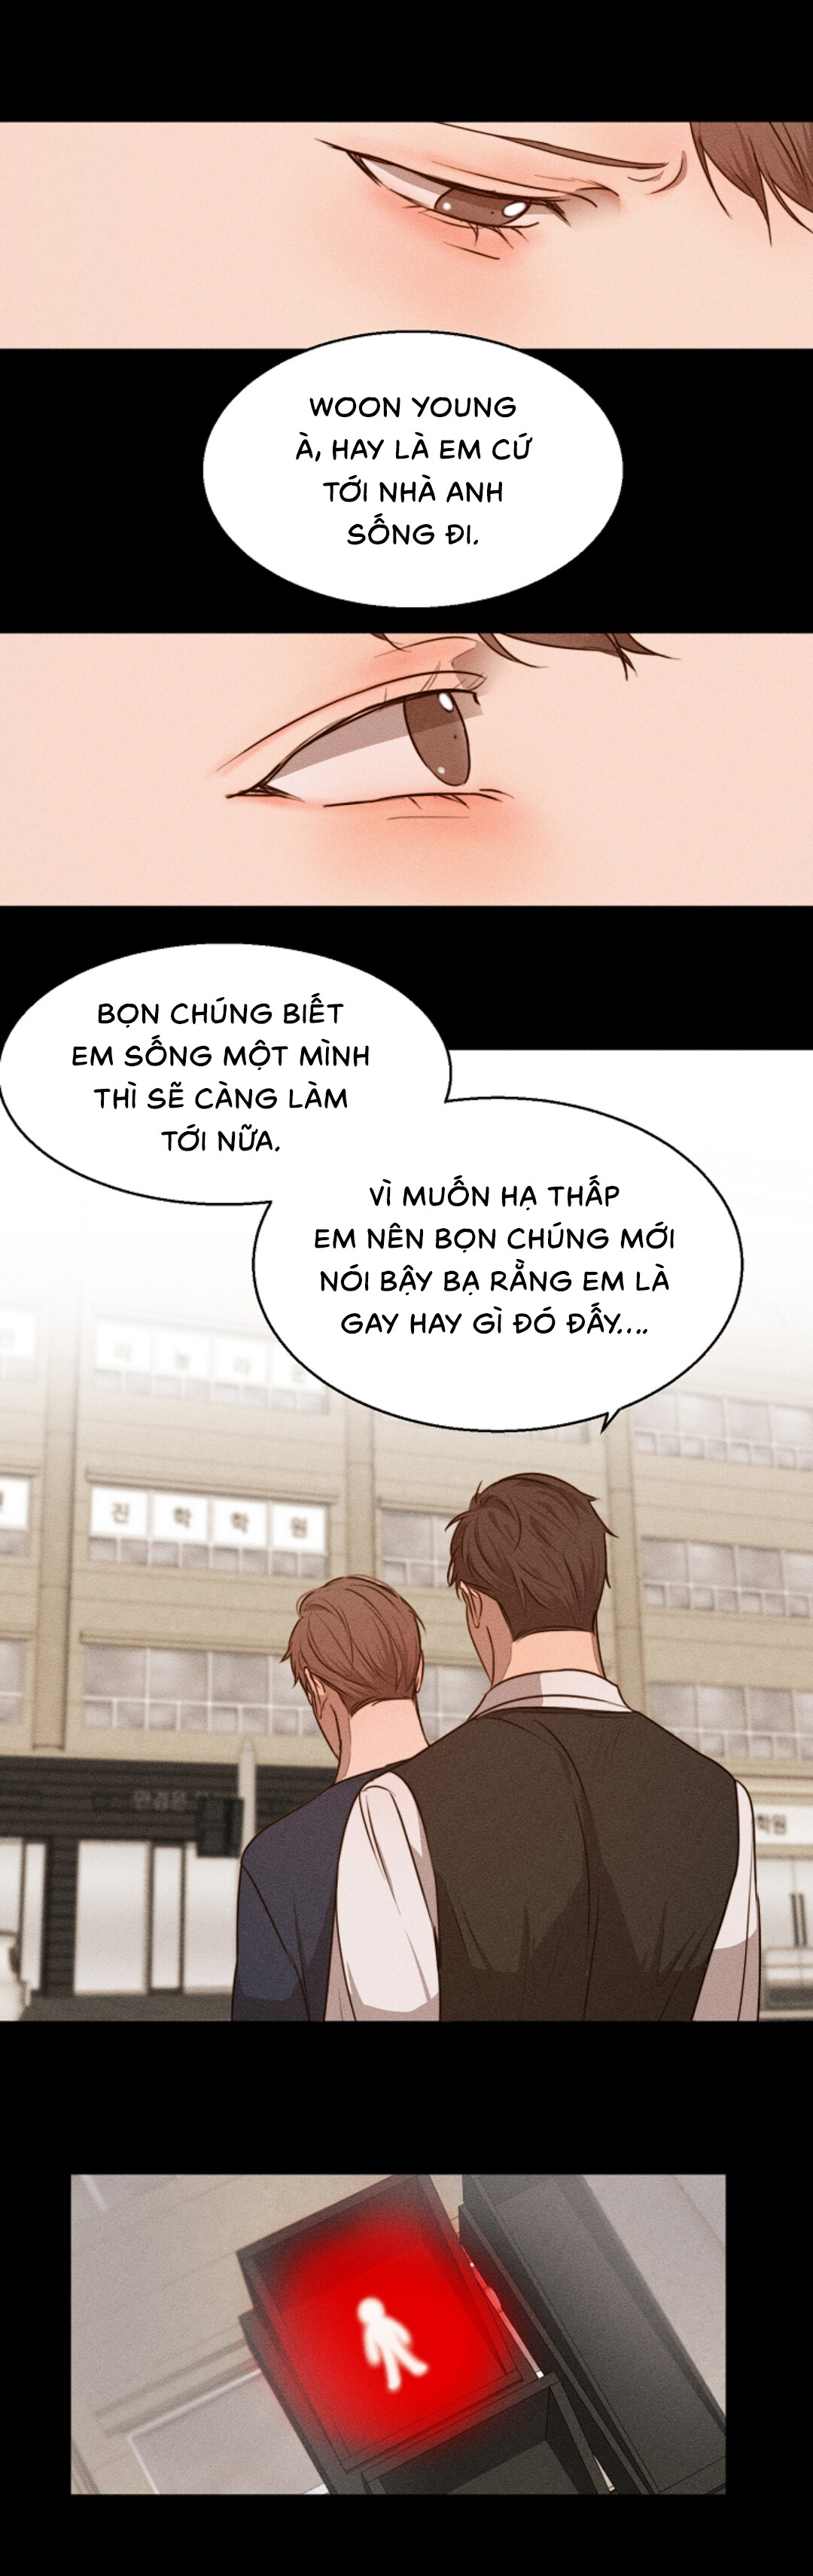 WOON YOUNG
À, HAY LÀ EM CỨ
TỚI NHÀ ANH
SỐNG ĐI.
BỌN CHÚNG BIẾT
EM SỐNG MỘT MÌNH
THÌ SẼ CÀNG LÀM
TỚI NỮA.
VÌ MUỐN HẠ THẤP
EM NÊN BỌN CHÚNG MỚI
NÓI BẬY BẠ RẰNG EM LÀ
GAY HAY GÌ ĐÓ ĐẤY....
진 학 학 원
학원